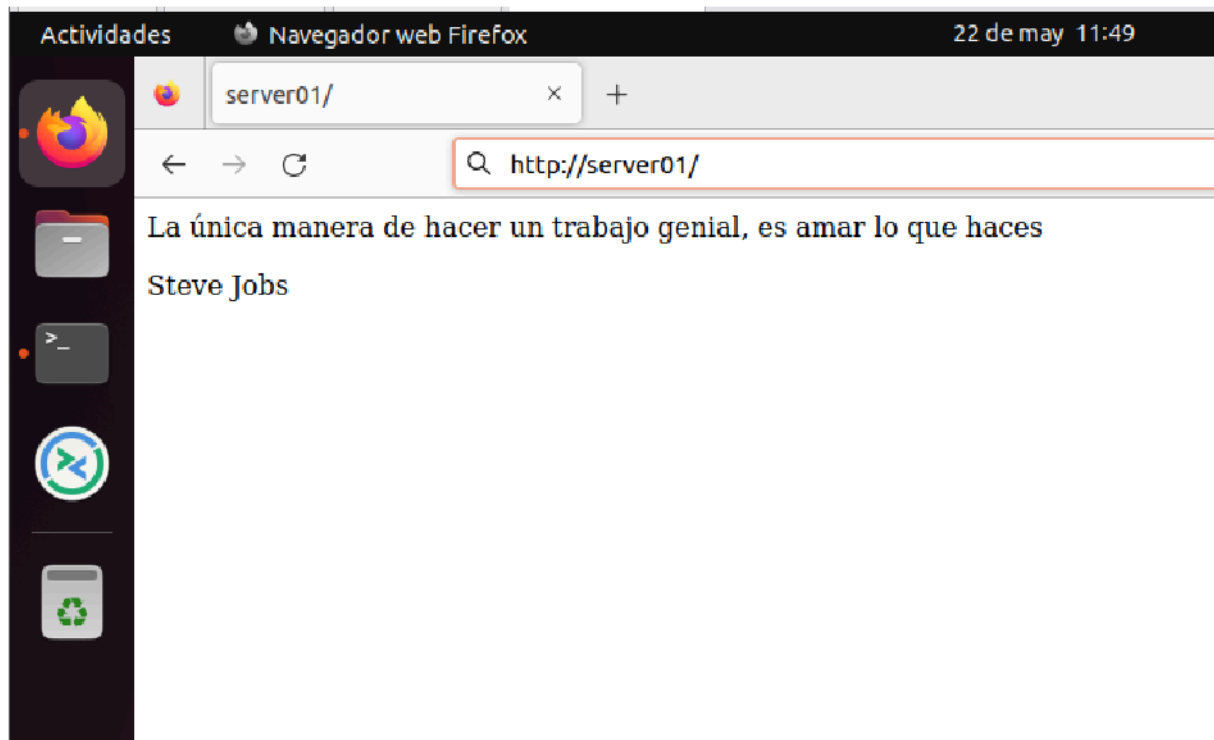 Actividades Navegador web Firefox 22 de may 11:49
server01/ × +
http://server01/
La única manera de hacer un trabajo genial, es amar lo que haces
Steve Jobs
>_